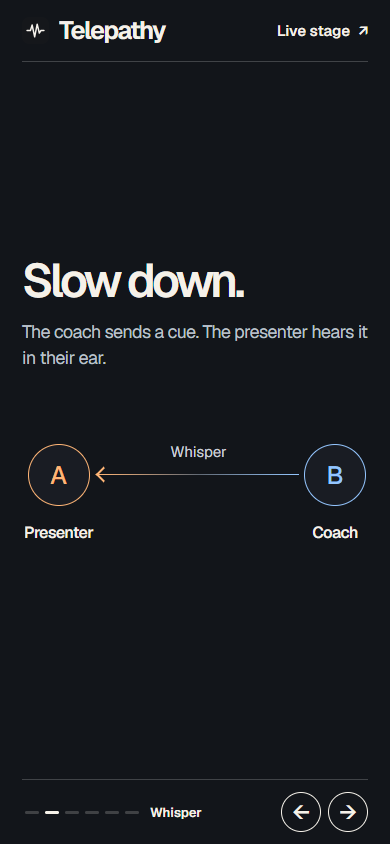 Telepathy
Live stage ↗
Slow down.
The coach sends a cue. The presenter hears it
in their ear.
Whisper
A
B
Presenter
Coach
Whisper
← →